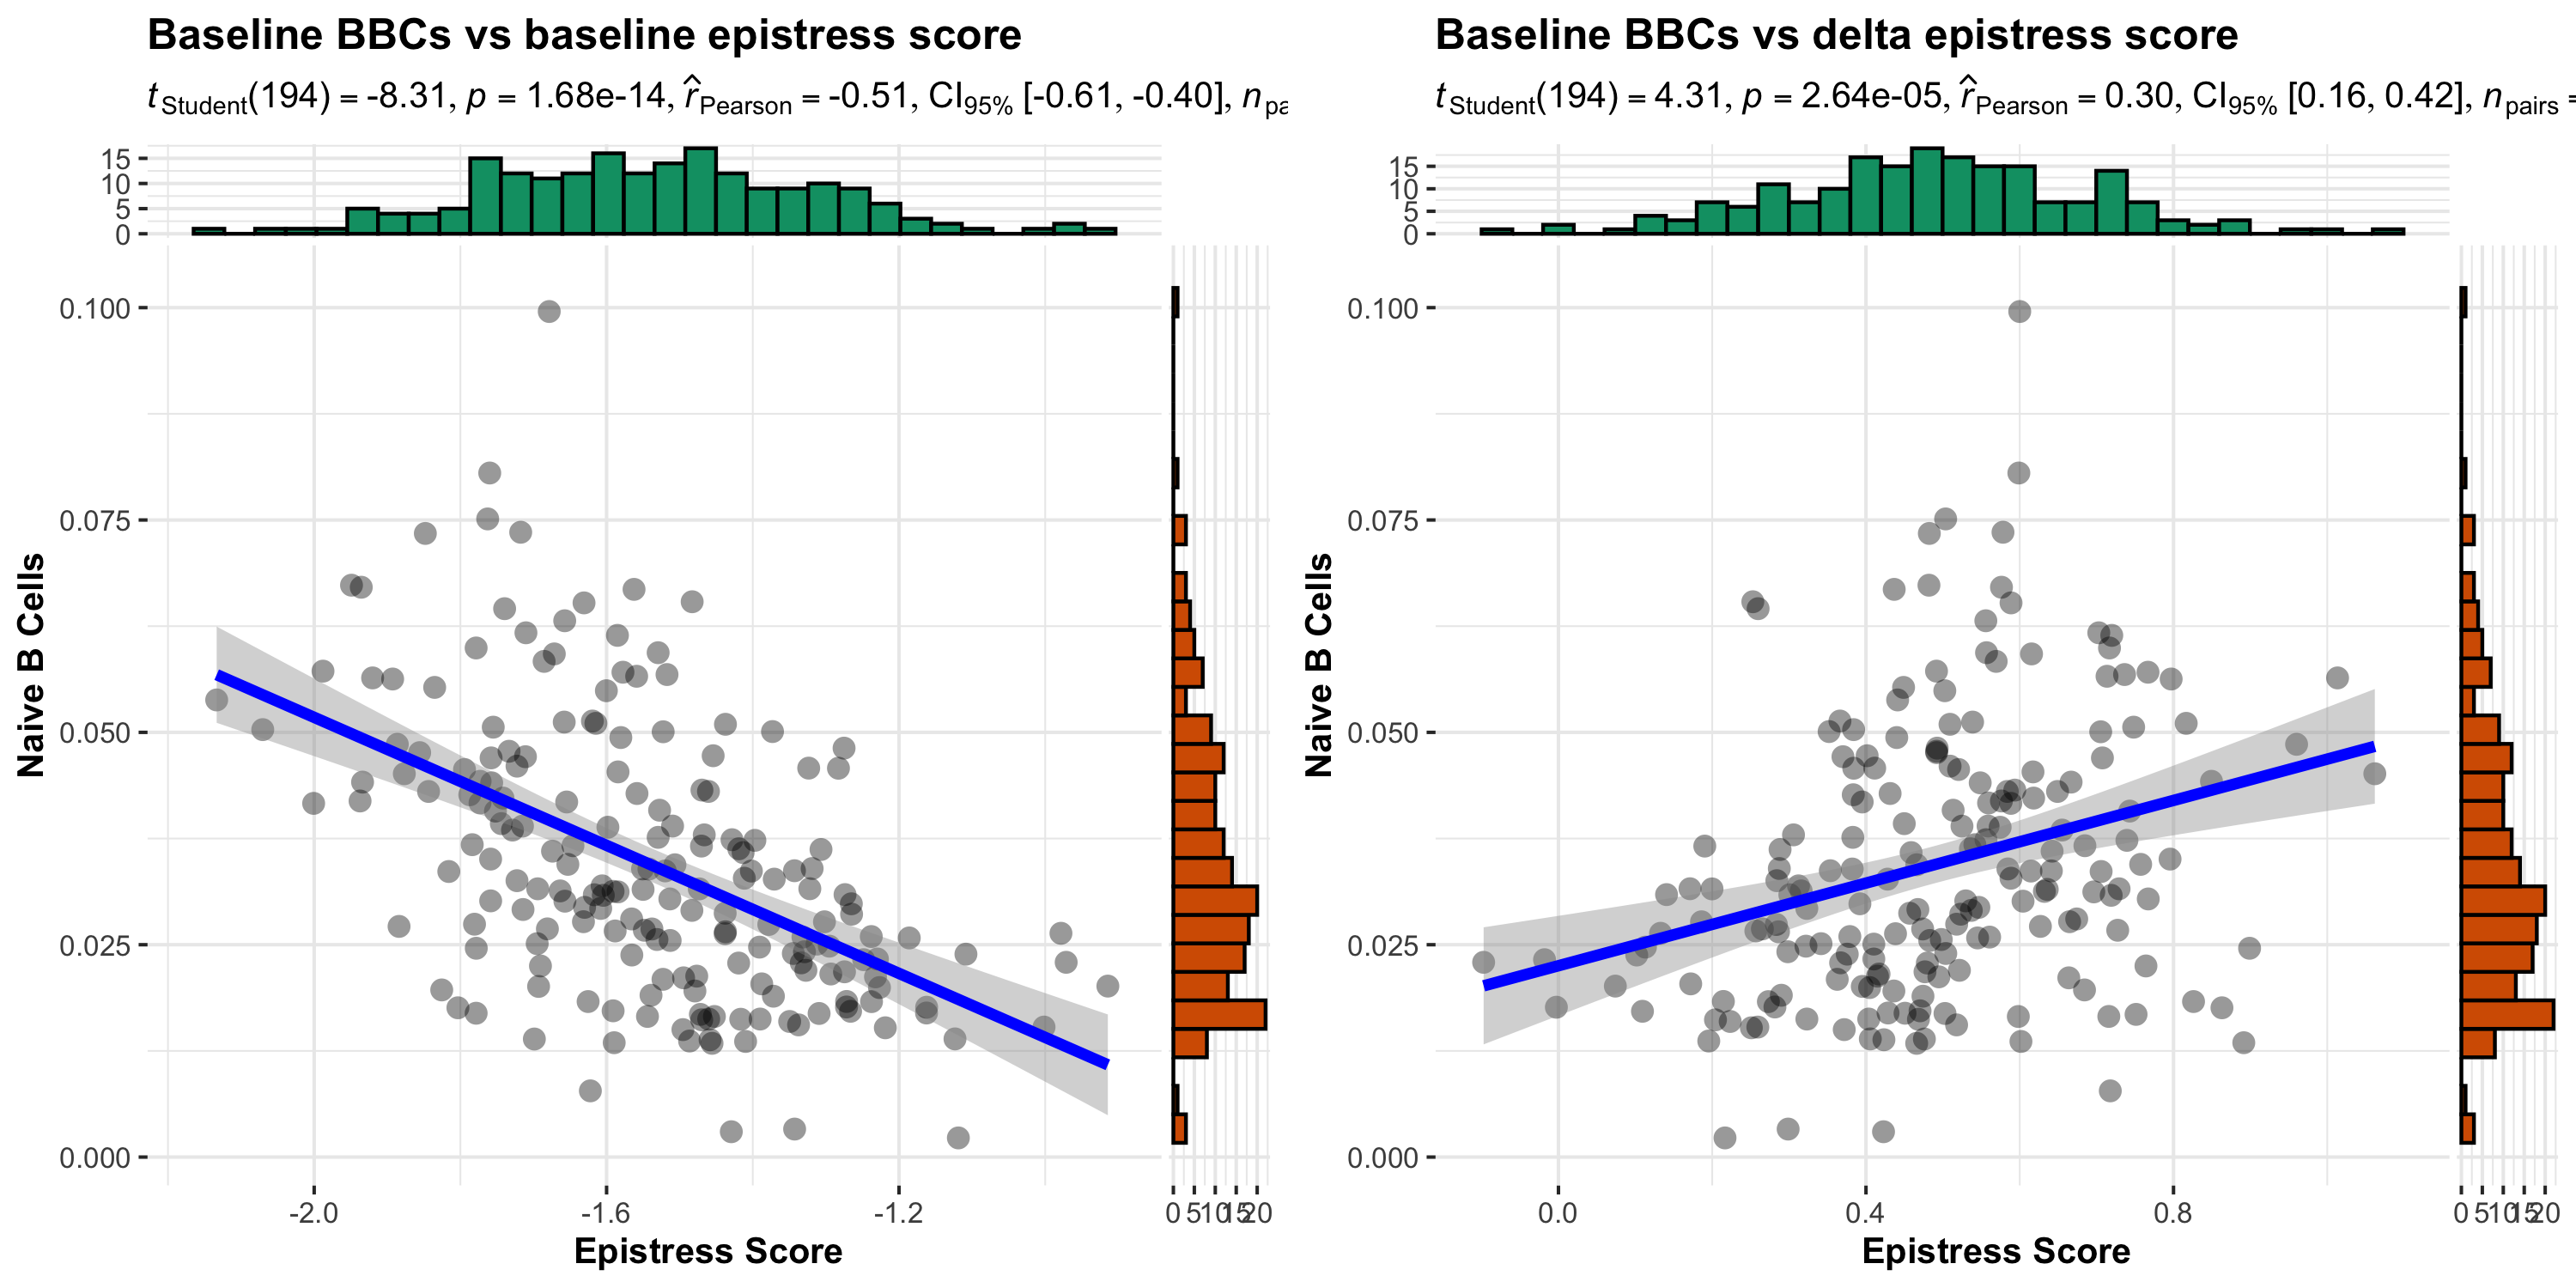 Baseline BBCs vs baseline epistress score
t Student(194) = -8.31, p = 1.68e-14, r̂ Pearson = -0.51, CI95% [-0.61, -0.40], n pa
15
10
5
0
Naive B Cells
0.100
0.075
0.050
0.025
0.000
-2.0 -1.6 -1.2
0 5 10 15 20
Epistress Score
Baseline BBCs vs delta epistress score
t Student(194) = 4.31, p = 2.64e-05, r̂ Pearson = 0.30, CI95% [0.16, 0.42], n pairs =
15
10
5
0
Naive B Cells
0.100
0.075
0.050
0.025
0.000
0.0 0.4 0.8
0 5 10 15 20
Epistress Score